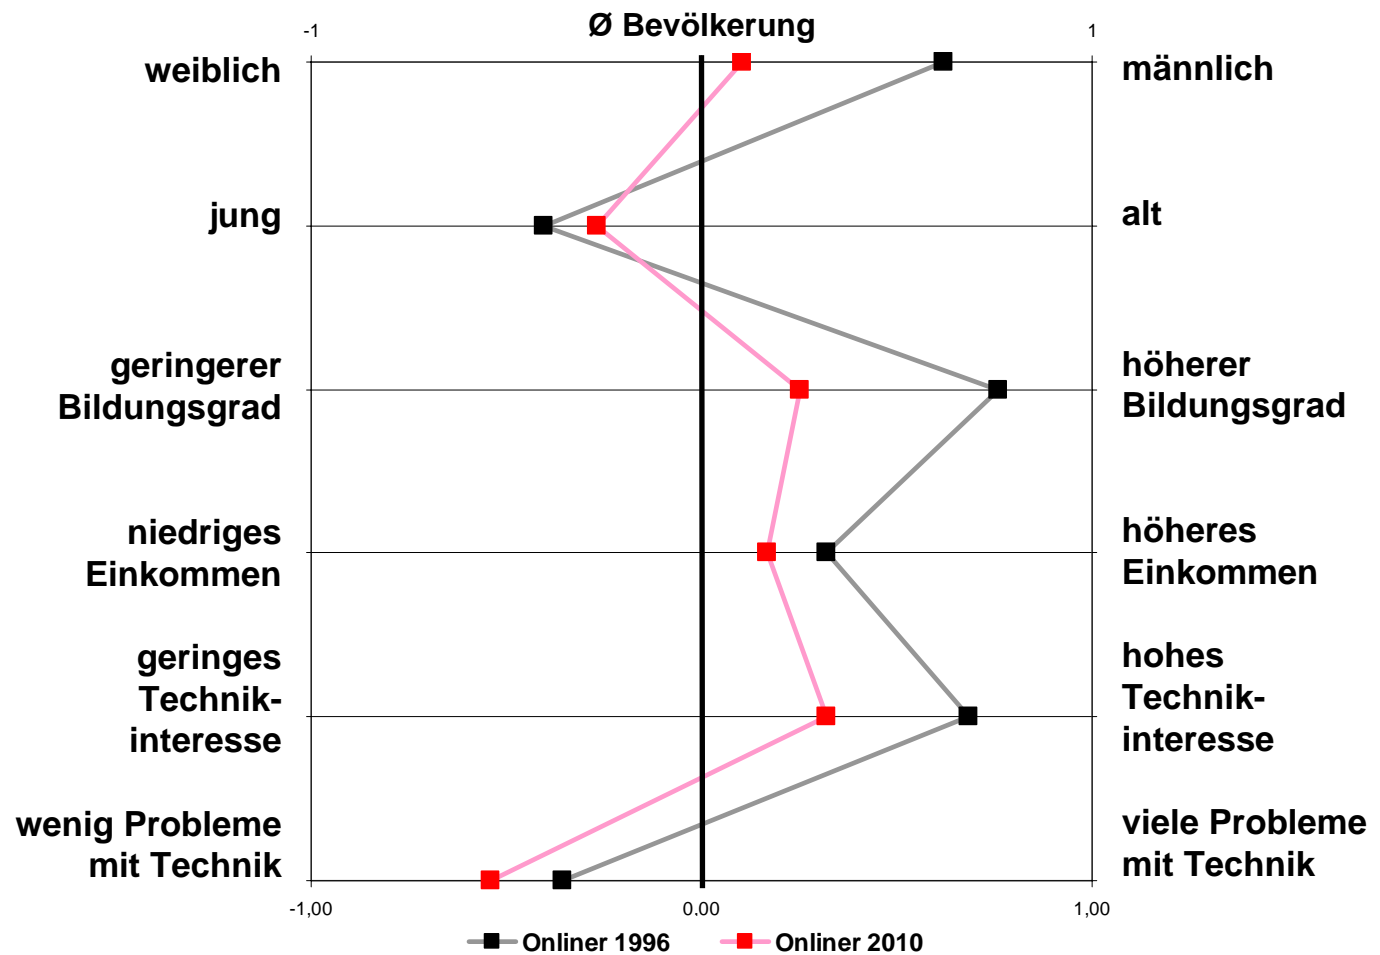 -1
Ø Bevölkerung
1
weiblich
männlich
jung
alt
geringerer
Bildungsgrad
höherer
Bildungsgrad
niedriges
Einkommen
höheres
Einkommen
geringes
Technik-
interesse
hohes
Technik-
interesse
wenig Probleme
mit Technik
viele Probleme
mit Technik
-1,00
0.00
1,00
Onliner 1996
Onliner 2010